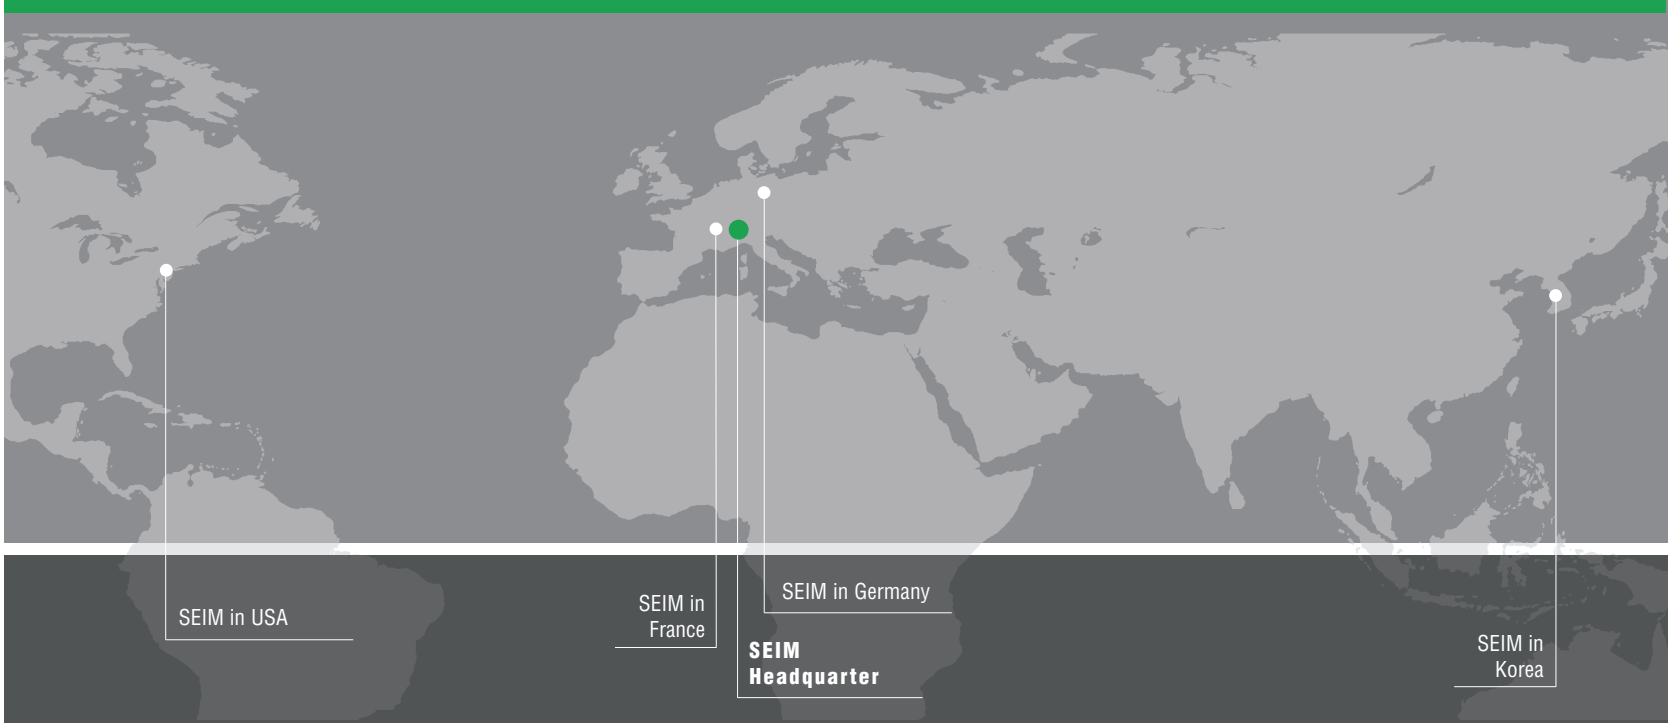 SEIM in USA
SEIM in
France
SEIM in Germany
SEIM
Headquarter
SEIM in
Korea